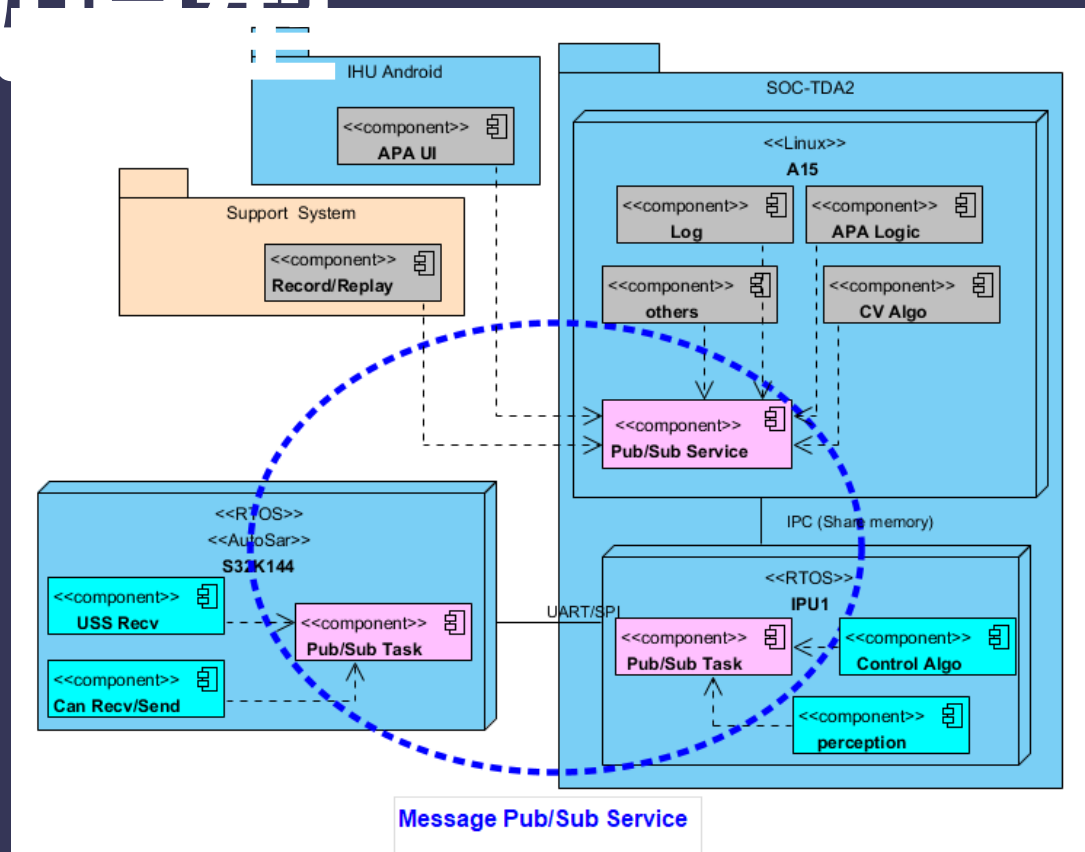 IHU Android
<<component>>
APA UI
Support System
<<component>>
Record/Replay
SOC-TDA2
<<Linux>>
A15
<<component>>
Log
<<component>>
APA Logic
<<component>>
others
<<component>>
CV Algo
<<component>>
Pub/Sub Service
IPC (Share memory)
<<RTOS>>
<<AutoSar>>
S32K144
<<component>>
USS Recv
<<component>>
Pub/Sub Task
<<component>>
Can Recv/Send
UART/SPI
<<RTOS>>
IPU1
<<component>>
Pub/Sub Task
<<component>>
Control Algo
<<component>>
perception
Message Pub/Sub Service